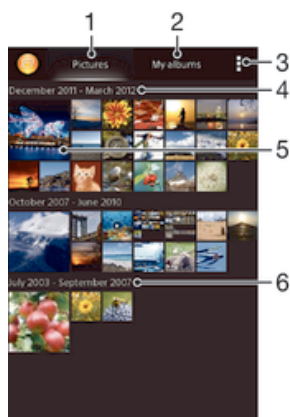 1
2
Pictures
My albums
3
December 2011 - March 2012
4
5
October 2007 - June 2010
July 2003 - September 2007
6